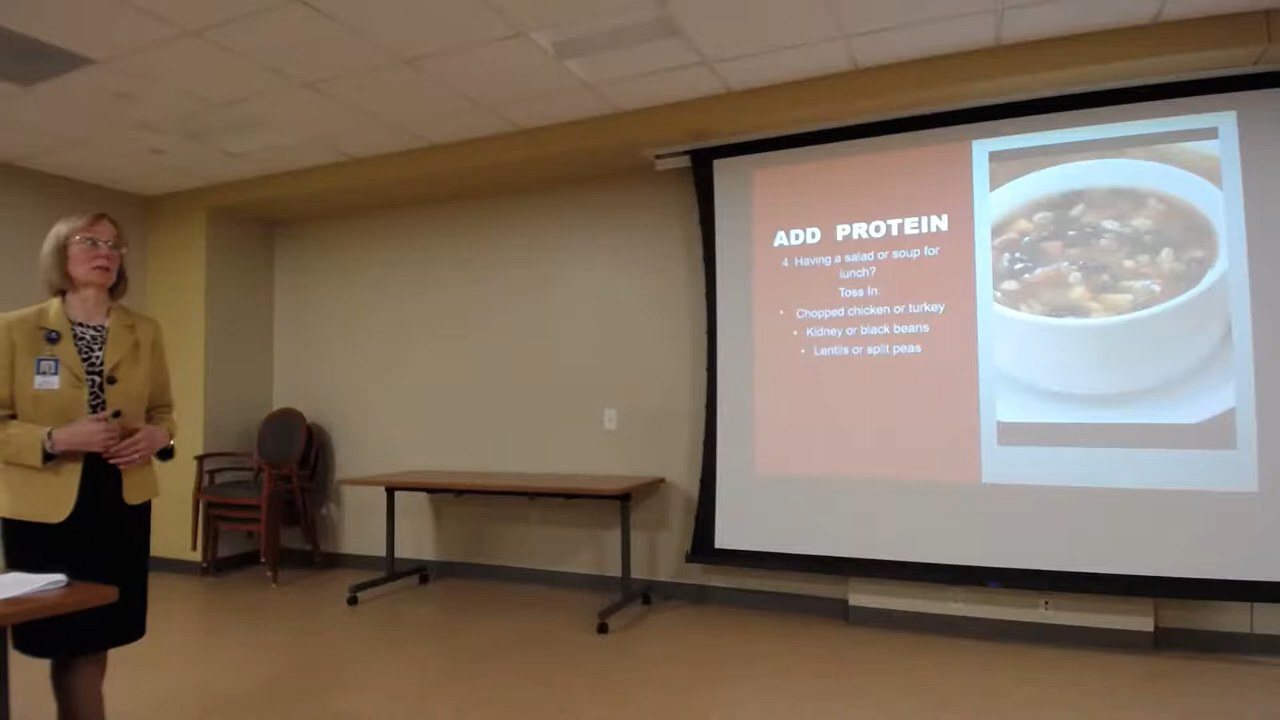 ADD PROTEIN
4. Having a salad or soup for
lunch?
Toss In:
• Chopped chicken or turkey
• Kidney or black beans
• Lentils or split peas